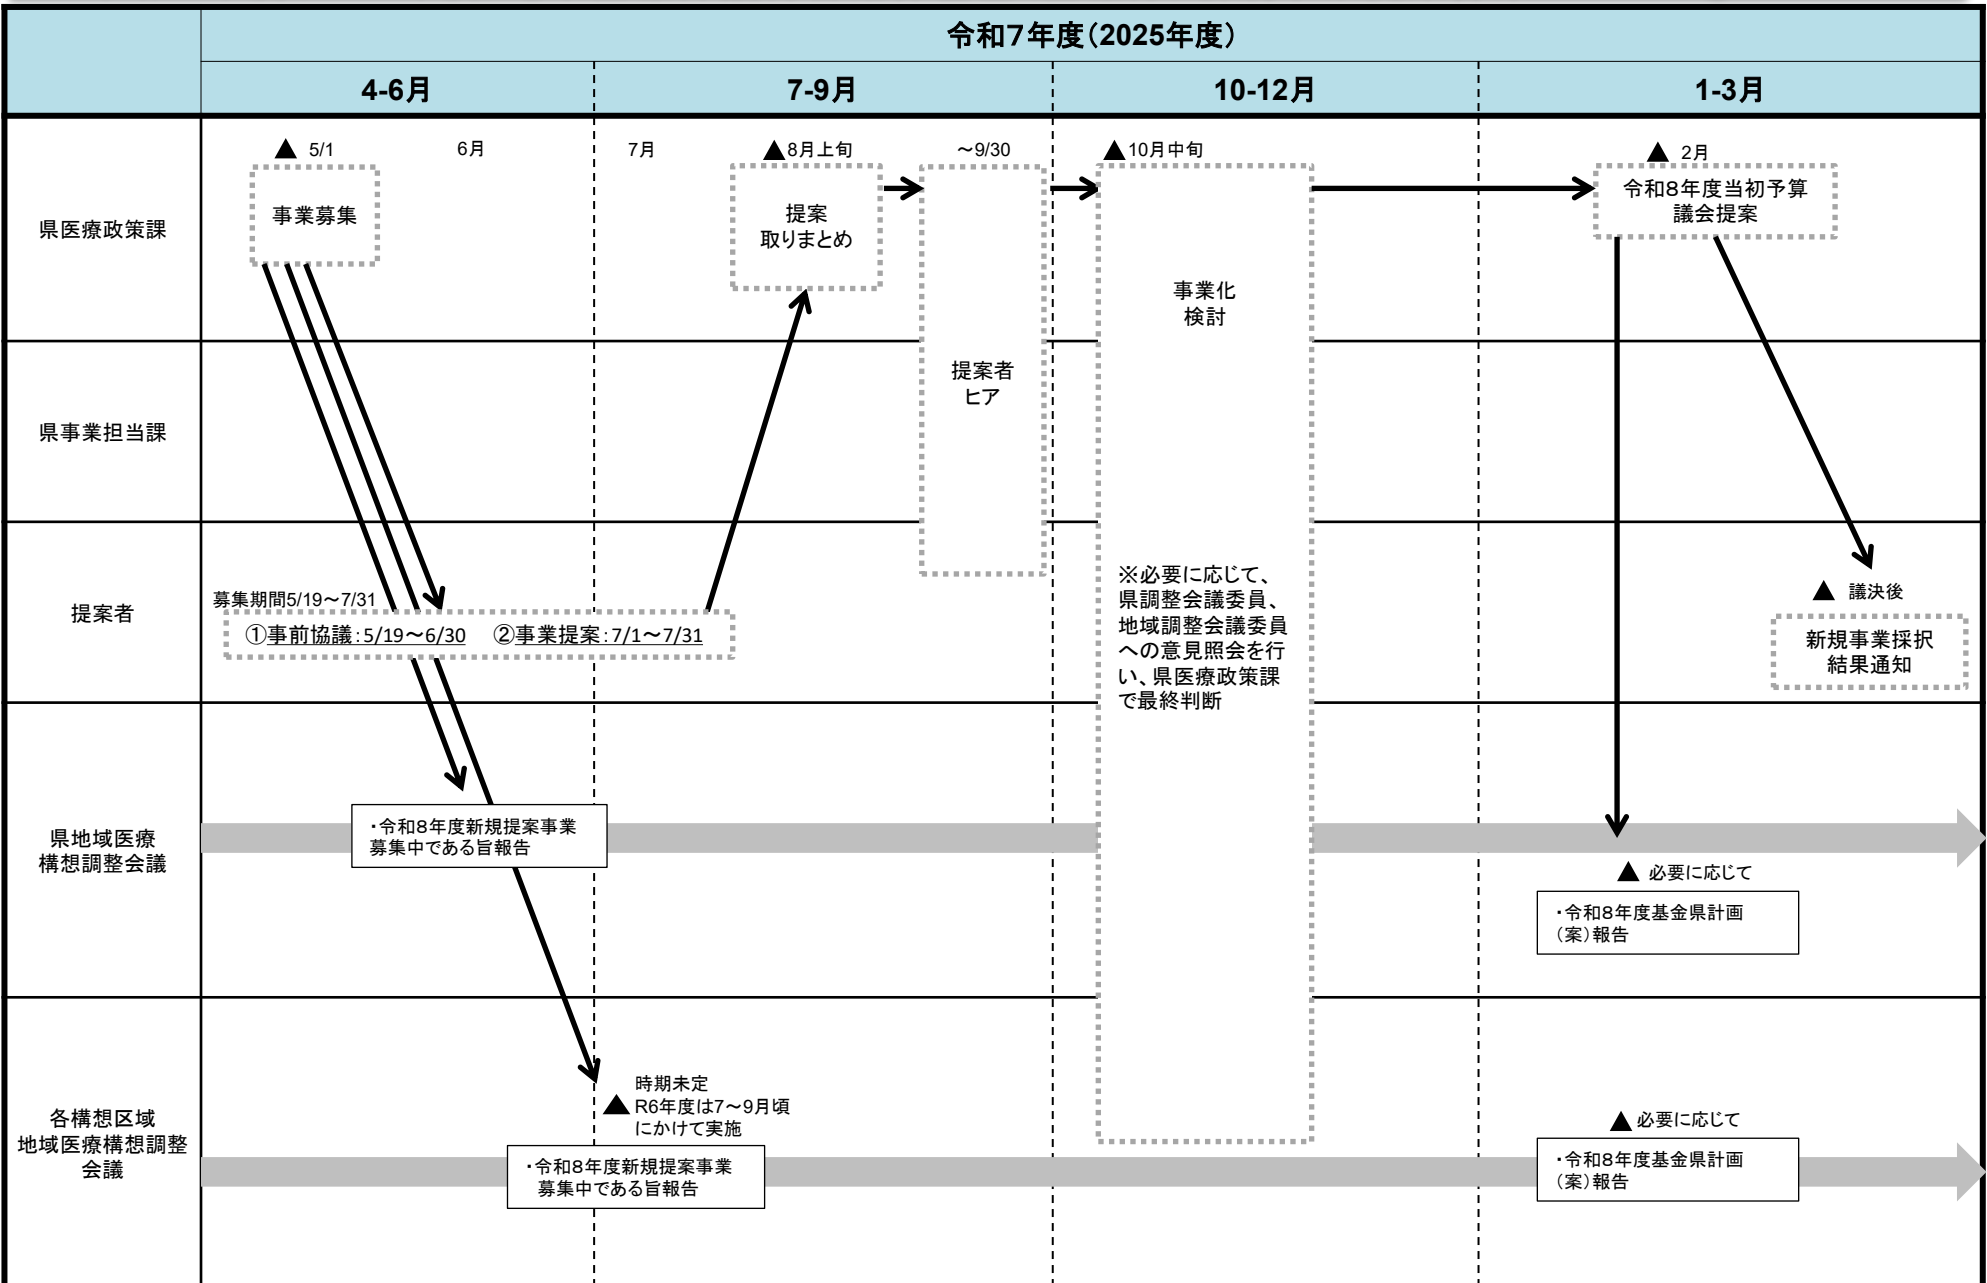 令和7年度（2025年度）
4-6月
7-9月
10-12月
1-3月
県医療政策課
▲ 5/1
6月
7月
▲8月上旬
～9/30
▲10月中旬
▲ 2月
事業募集
提案
取りまとめ
提案者
ヒア
事業化
検討
※必要に応じて、
県調整会議委員、
地域調整会議委員
への意見照会を行
い、県医療政策課
で最終判断
令和8年度当初予算
議会提案
県事業担当課
提案者
募集期間5/19～7/31
①事前協議：5/19～6/30 ②事業提案：7/1～7/31
▲ 議決後
新規事業採択
結果通知
県地域医療
構想調整会議
・令和8年度新規提案事業
募集中である旨報告
▲ 必要に応じて
・令和8年度基金県計画
（案）報告
各構想区域
地域医療構想調整
会議
時期未定
▲ R6年度は7～9月頃
にかけて実施
・令和8年度新規提案事業
募集中である旨報告
▲ 必要に応じて
・令和8年度基金県計画
（案）報告